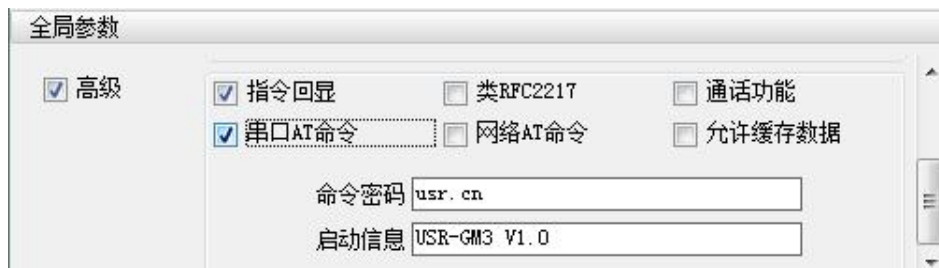 全局参数
高级
指令回显 类RFC2217 通话功能
串口AT命令 网络AT命令 允许缓存数据
命令密码 usr.cn
启动信息 USR-GM3 V1.0